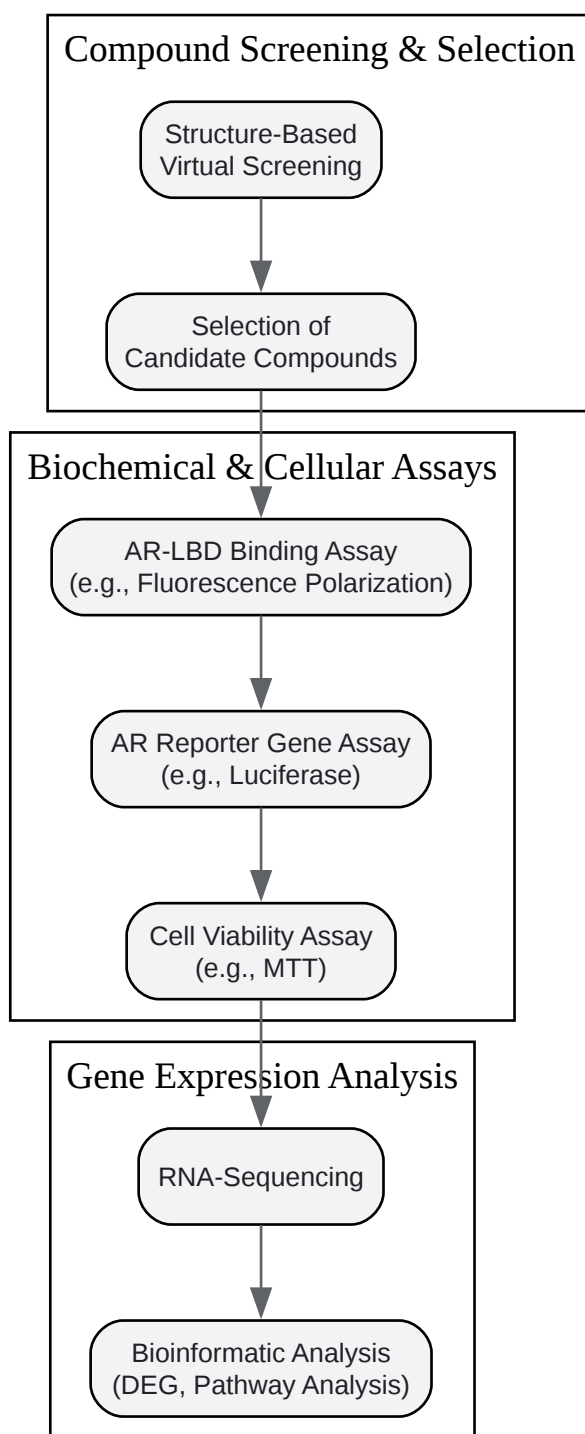 Compound Screening & Selection
Structure-Based
Virtual Screening
Selection of
Candidate Compounds
Biochemical & Cellular Assays
AR-LBD Binding Assay
(e.g., Fluorescence Polarization)
AR Reporter Gene Assay
(e.g., Luciferase)
Cell Viability Assay
(e.g., MTT)
Gene Expression Analysis
RNA-Sequencing
Bioinformatic Analysis
(DEG, Pathway Analysis)